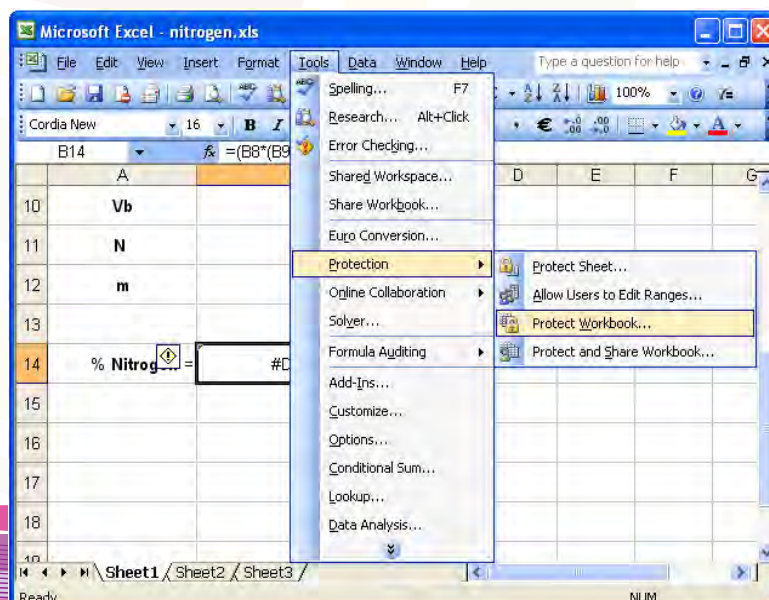 Microsoft Excel - nitrogen.xls
File Edit View Insert Format Tools Data Window Help Type a question for help
100%
Cordia New 16 B I
B14 fx =(B8*(B9
A D E F G
10 Vb
11 N
12 m
13
14 % Nitrogen = #D
15
16
17
18
19
Spelling... F7
Research... Alt+Click
Error Checking...
Shared Workspace...
Share Workbook...
Euro Conversion...
Protection
Online Collaboration
Solver...
Formula Auditing
Add-Ins...
Customize...
Options...
Conditional Sum...
Lookup...
Data Analysis...
Protect Sheet...
Allow Users to Edit Ranges...
Protect Workbook...
Protect and Share Workbook...
Sheet1 / Sheet2 / Sheet3 /
Ready NUM